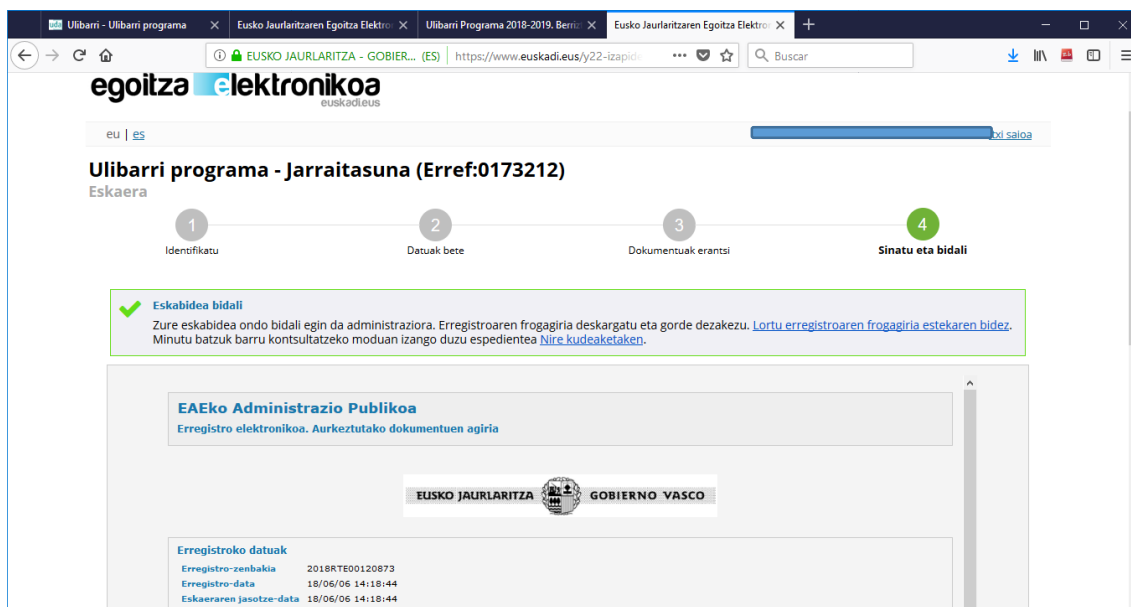 Ulibarri - Ulibarri programa
Eusko Jaurlaritzaren Egoitza Elektron
Ulibarri Programa 2018-2019. Berriz
Eusko Jaurlaritzaren Egoitza Elektron
EUSKO JAURLARITZA - GOBIER... (ES) https://www.euskadi.eus/y22-izapide
Buscar
egoitza elektronikoa
euskadi.eus
eu | es
txi saioa
Ulibarri programa - Jarraitasuna (Erref:0173212)
Eskaera
1
2
3
4
Identifikatu
Datuak bete
Dokumentuak erantsi
Sinatu eta bidali
Eskabidea bidali
Zure eskabidea ondo bidali egin da administraziora. Erregistroaren frogagiria deskargatu eta gorde dezakezu. Lortu erregistroaren frogagiria estekaren bidez.
Minutu batzuk barru kontsultatzeko moduan izango duzu espedientea Nire kudeaketaken.
EAEko Administrazio Publikoa
Erregistro elektronikoa. Aurkeztutako dokumentuen agiria
EUSKO JAURLARITZA GOBIERNO VASCO
Erregistroko datuak
Erregistro-zenbakia 2018RTE00120873
Erregistro-data 18/06/06 14:18:44
Eskaeraren jasotze-data 18/06/06 14:18:44